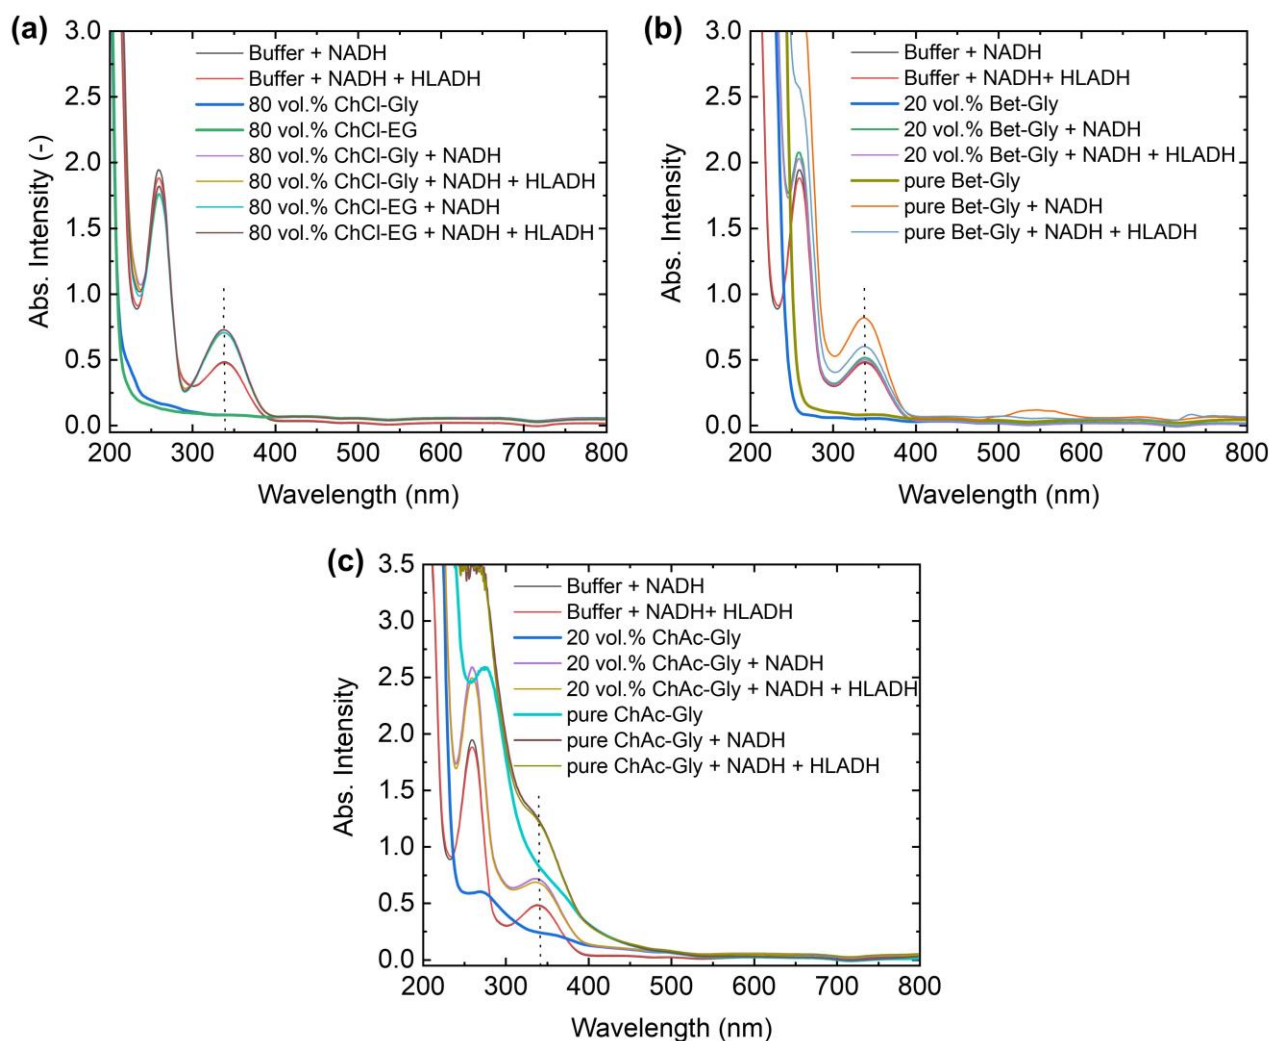 (a)
3.0
2.5
2.0
1.5
1.0
0.5
0.0
Abs. Intensity (-)
Buffer + NADH
Buffer + NADH + HLADH
80 vol.% ChCl-Gly
80 vol.% ChCl-EG
80 vol.% ChCl-Gly + NADH
80 vol.% ChCl-Gly + NADH + HLADH
80 vol.% ChCl-EG + NADH
80 vol.% ChCl-EG + NADH + HLADH
200 300 400 500 600 700 800
Wavelength (nm)
(b)
3.0
2.5
2.0
1.5
1.0
0.5
0.0
Abs. Intensity
Buffer + NADH
Buffer + NADH+ HLADH
20 vol.% Bet-Gly
20 vol.% Bet-Gly + NADH
20 vol.% Bet-Gly + NADH + HLADH
pure Bet-Gly
pure Bet-Gly + NADH
pure Bet-Gly + NADH + HLADH
200 300 400 500 600 700 800
Wavelength (nm)
(c)
3.5
3.0
2.5
2.0
1.5
1.0
0.5
0.0
Abs. Intensity
Buffer + NADH
Buffer + NADH+ HLADH
20 vol.% ChAc-Gly
20 vol.% ChAc-Gly + NADH
20 vol.% ChAc-Gly + NADH + HLADH
pure ChAc-Gly
pure ChAc-Gly + NADH
pure ChAc-Gly + NADH + HLADH
200 300 400 500 600 700 800
Wavelength (nm)